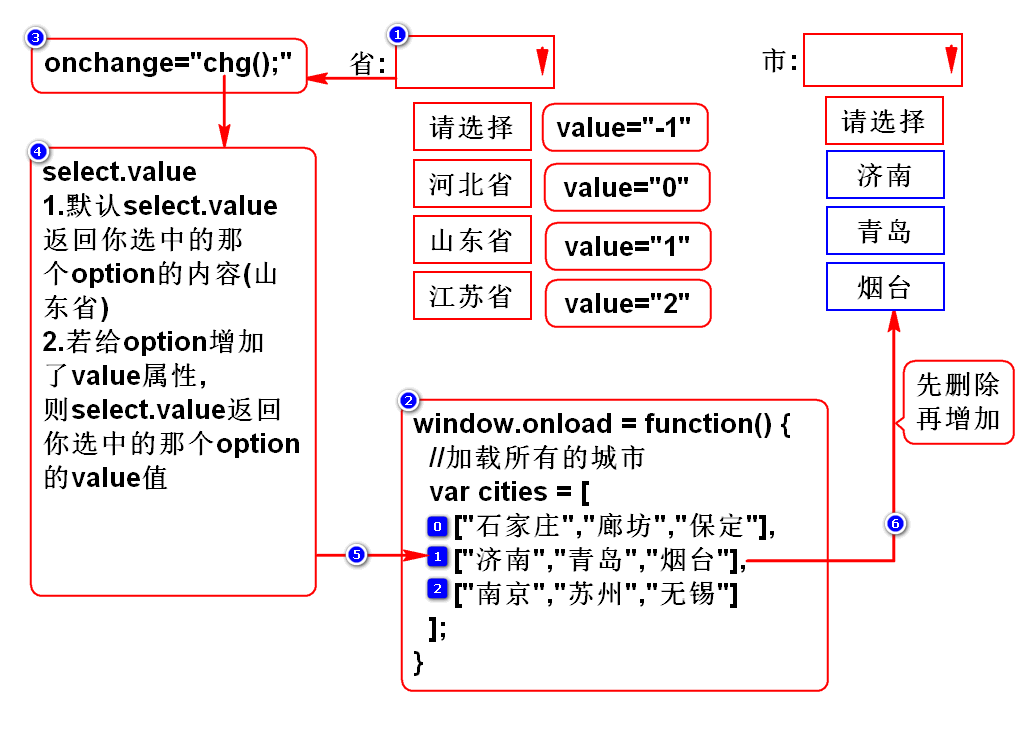 3
onchange="chg();"
1
省:
市:
请选择
value="-1"
河北省
value="0"
山东省
value="1"
江苏省
value="2"
请选择
济南
青岛
烟台
4
select.value
1.默认select.value
返回你选中的那
个option的内容(山
东省)
2.若给option增加
了value属性,
则select.value返回
你选中的那个option
的value值
5
2
window.onload = function() {
//加载所有的城市
var cities = [
0 ["石家庄","廊坊","保定"],
1 ["济南","青岛","烟台"],
2 ["南京","苏州","无锡"]
];
}
6
先删除
再增加